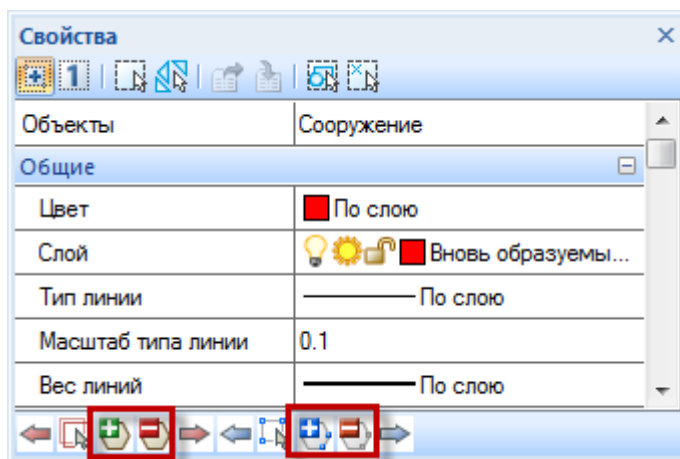 Свойства
1
Объекты Сооружение
Общие
Цвет По слою
Слой Вновь образуемы...
Тип линии По слою
Масштаб типа линии 0.1
Вес линий По слою